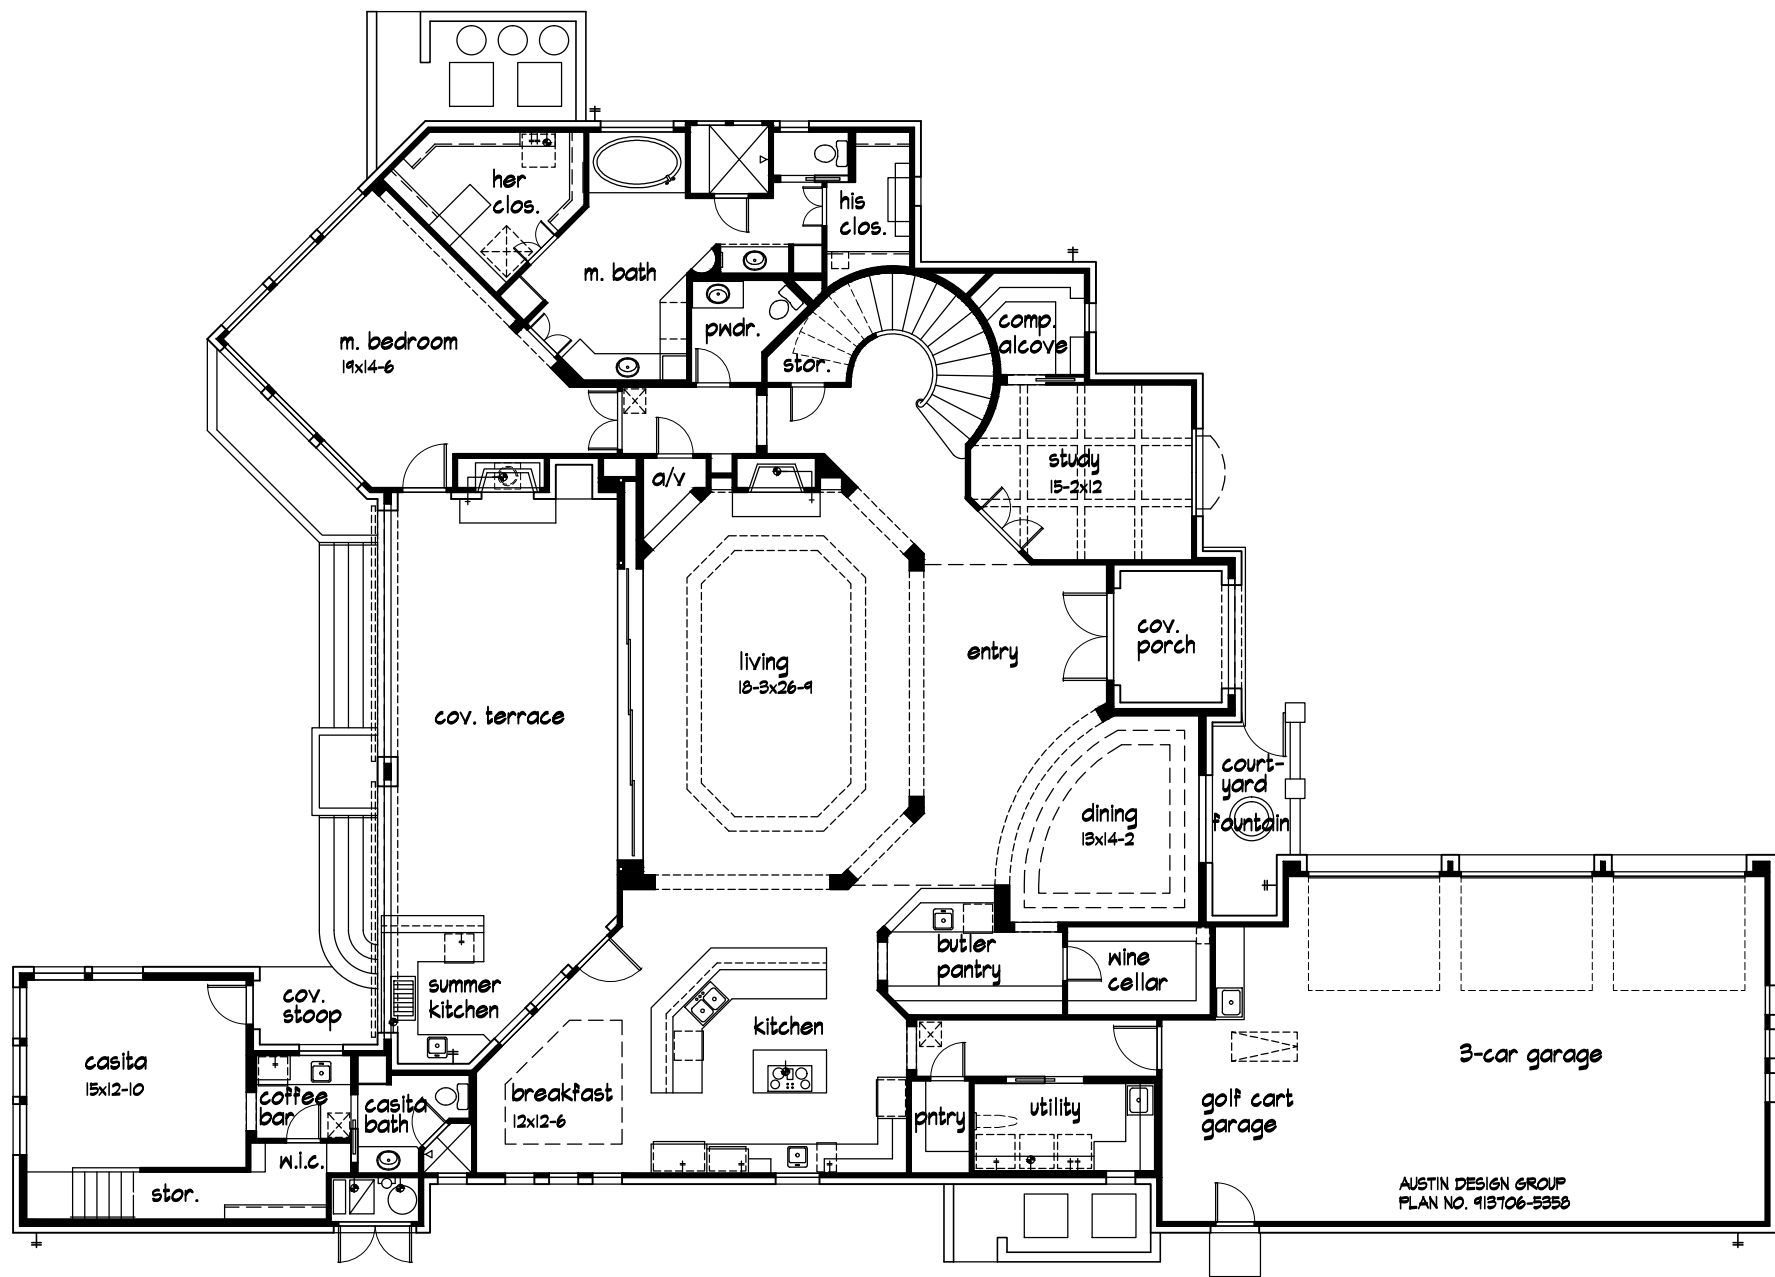 her
clos.
his
clos.
m. bath
m. bedroom
19x14-6
pwdr.
stor.
comp.
alcove
study
15-2x12
a/v
cov.
porch
entry
living
18-3x26-9
cov. terrace
court-
yard
fountain
dining
13x14-2
butler
pantry
wine
cellar
summer
kitchen
cov.
stoop
kitchen
3-car garage
casita
15x12-10
coffee
bar
casita
bath
breakfast
12x12-6
pntry
utility
golf cart
garage
w.i.c.
stor.
AUSTIN DESIGN GROUP
PLAN NO. 913706-5358